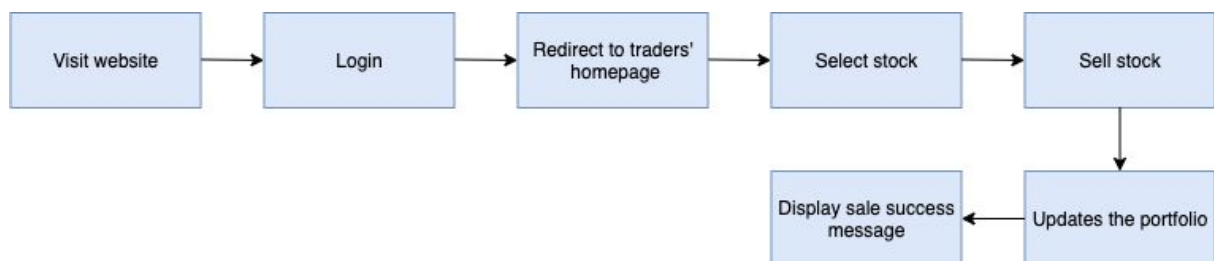 Visit website
Login
Redirect to traders'
homepage
Select stock
Sell stock
Display sale success
message
Updates the portfolio